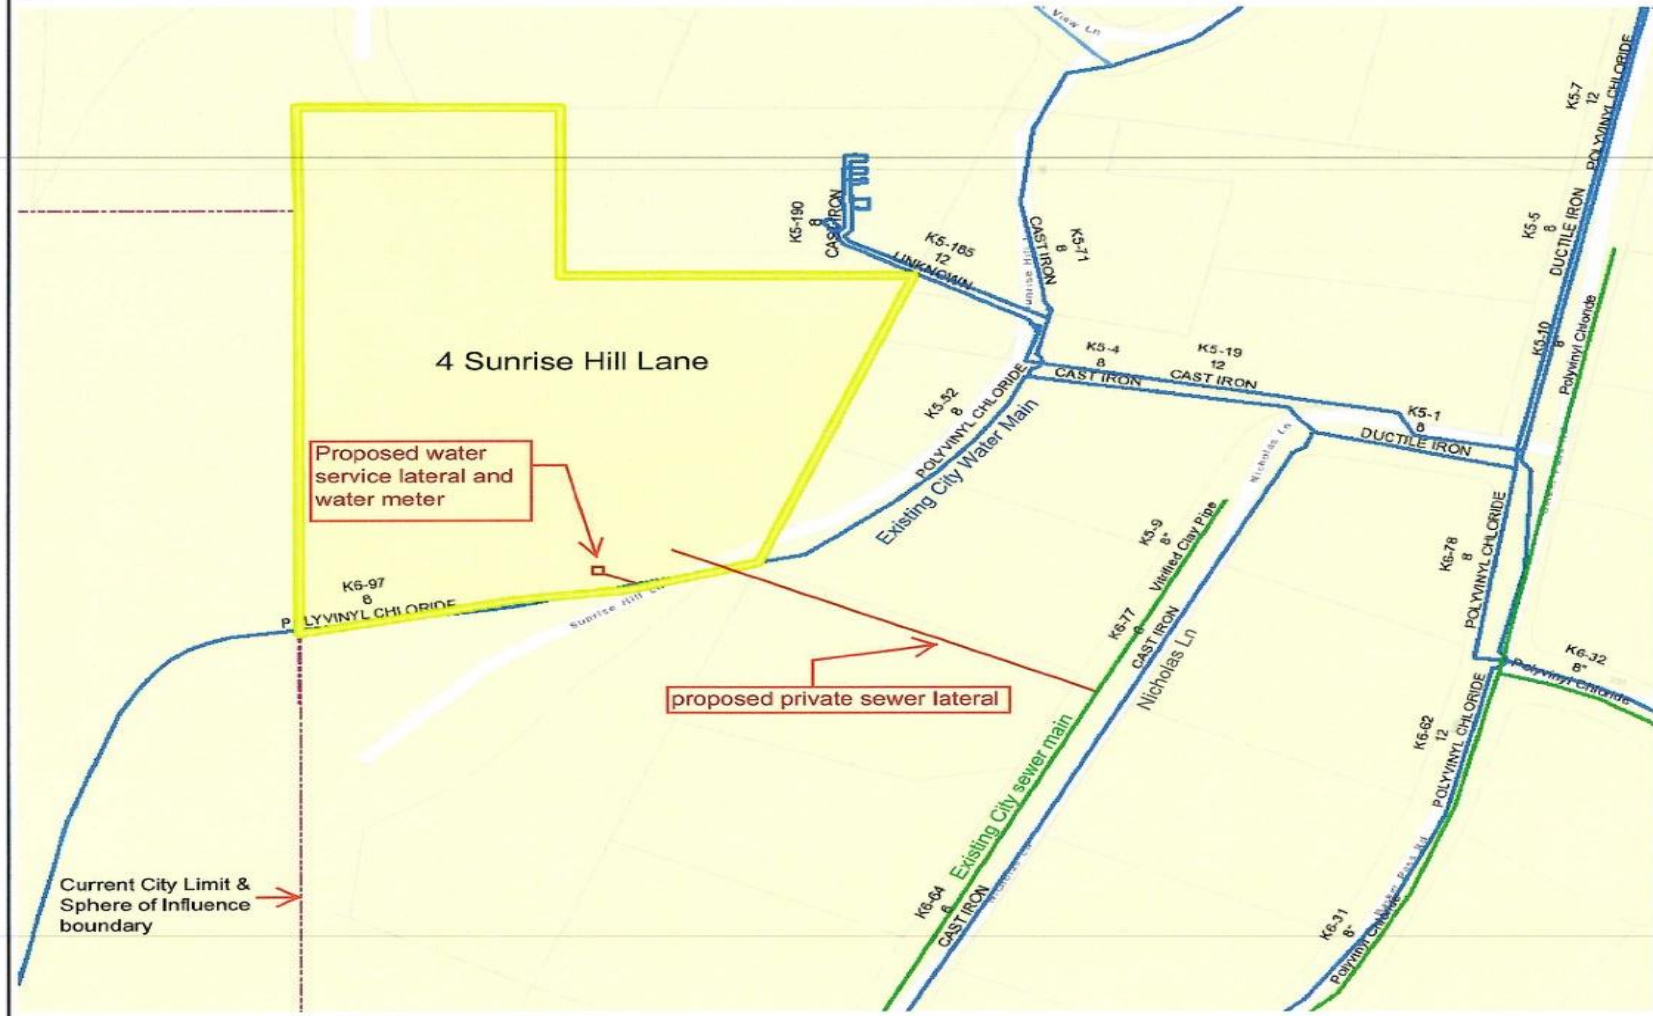 View Ln
K5-7
12
POLYVINYL CHLORIDE
K5-190
8
CAST IRON
K5-185
12
UNKNOWN
K5-71
8
CAST IRON
K5-5
8
DUCTILE IRON
K5-10
8
Polyvinyl Chloride
4 Sunrise Hill Lane
K5-4
8
CAST IRON
K5-19
12
CAST IRON
K5-1
8
DUCTILE IRON
K5-52
8
POLYVINYL CHLORIDE
Existing City Water Main
Nicholas Ln
Proposed water
service lateral and
water meter
K5-9
8"
Vitrified Clay Pipe
K6-78
8
POLYVINYL CHLORIDE
K6-97
8
POLYVINYL CHLORIDE
Sunrise Hill
K6-77
6
CAST IRON
Nicholas Ln
K6-32
8"
Polyvinyl Chloride
proposed private sewer lateral
K6-62
12
POLYVINYL CHLORIDE
Existing City sewer main
Current City Limit &
Sphere of Influence
boundary
K6-64
6
CAST IRON
K6-31
8"
Polyvinyl Chloride